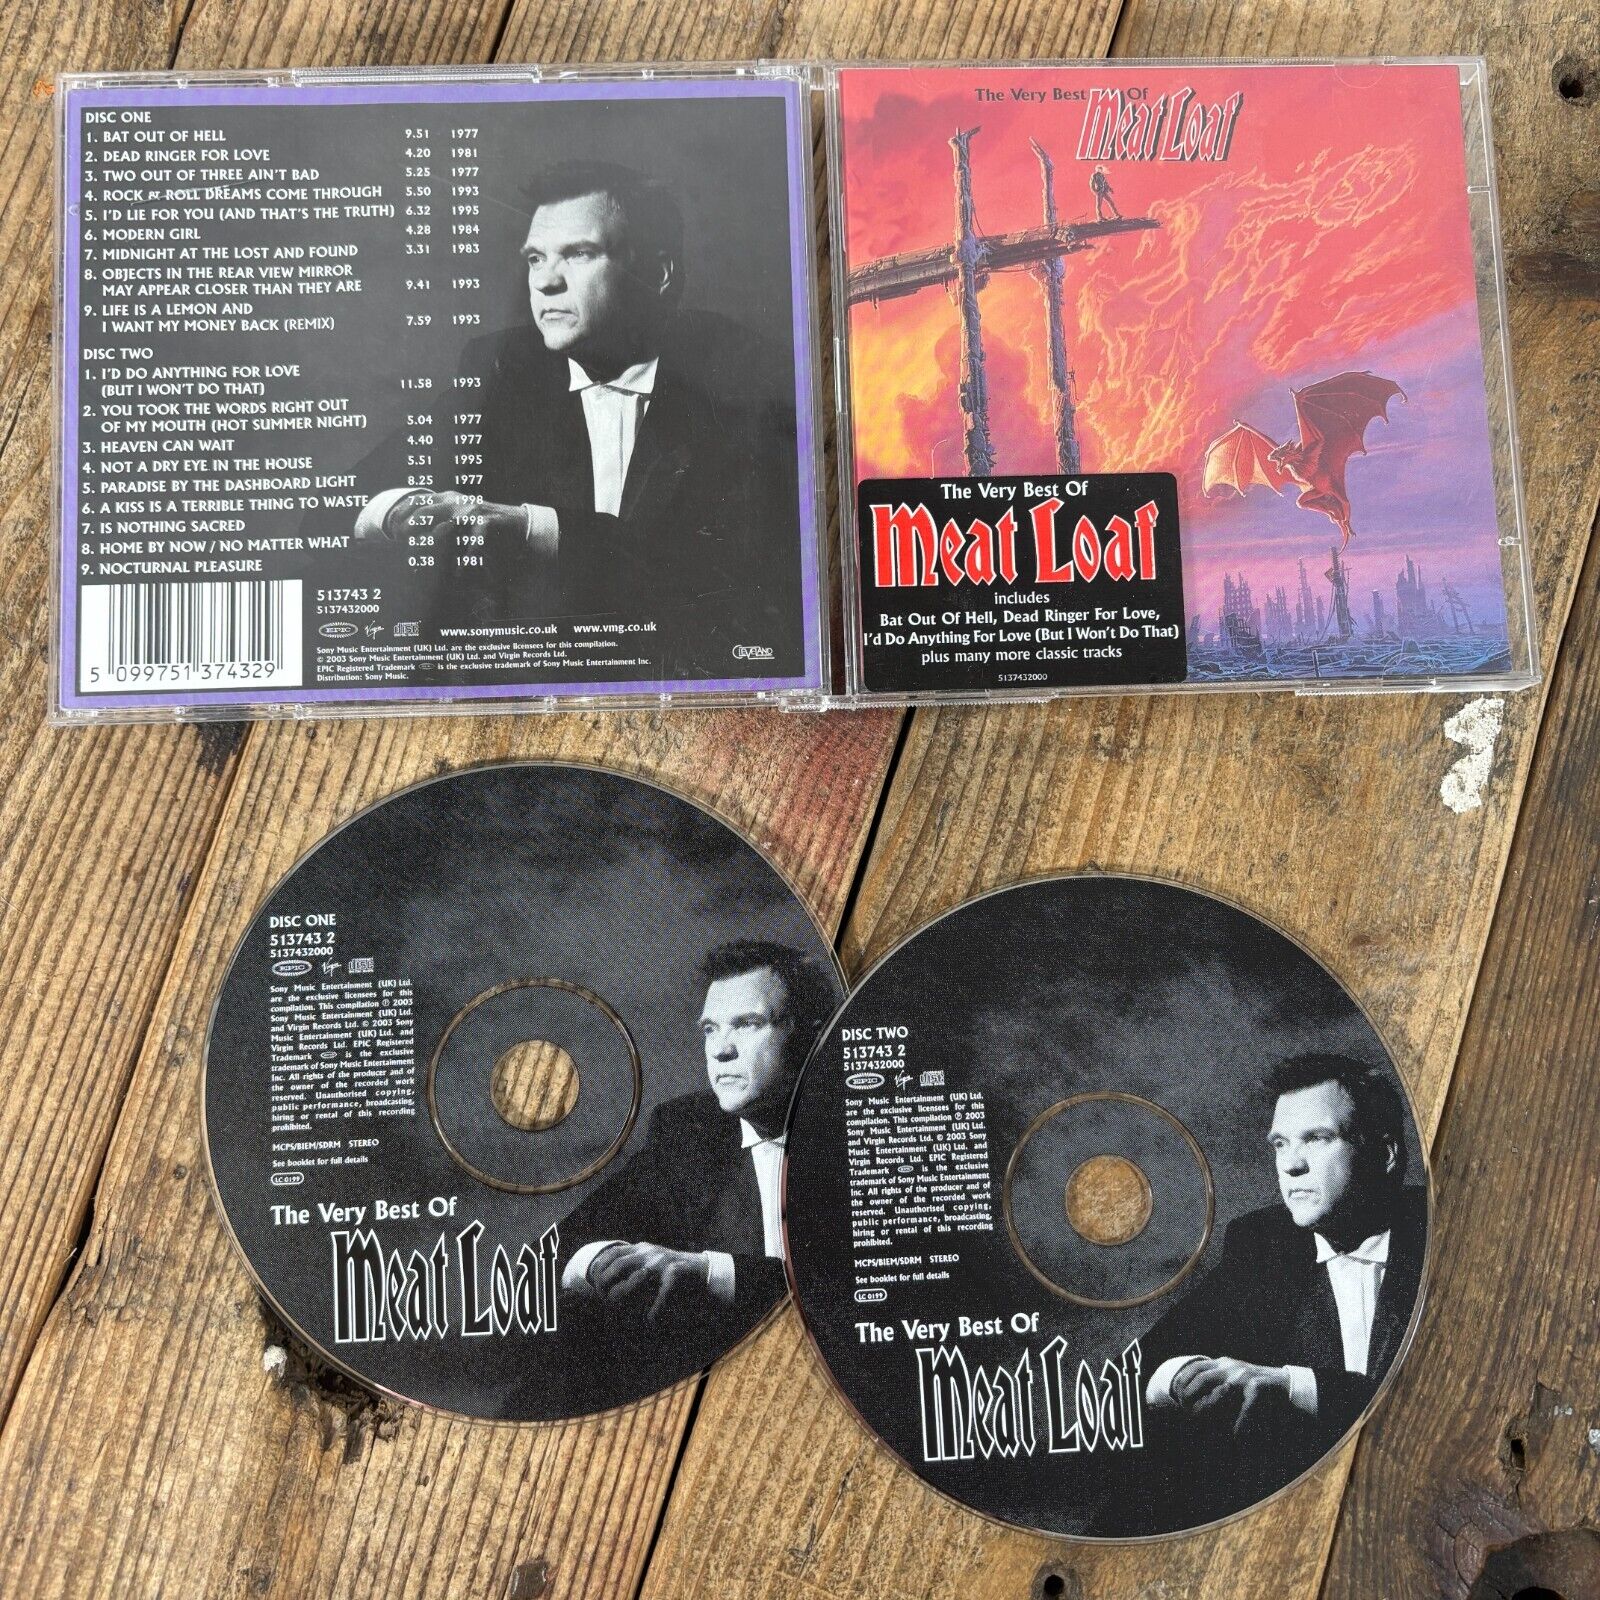 DISC ONE
1. BAT OUT OF HELL 9.51 1977
2. DEAD RINGER FOR LOVE 4.20 1981
3. TWO OUT OF THREE AIN'T BAD 5.25 1977
4. ROCK & ROLL DREAMS COME THROUGH 5.50 1993
5. I'D LIE FOR YOU (AND THAT'S THE TRUTH) 6.32 1995
6. MODERN GIRL 4.28 1984
7. MIDNIGHT AT THE LOST AND FOUND 3.31 1983
8. OBJECTS IN THE REAR VIEW MIRROR
MAY APPEAR CLOSER THAN THEY ARE 9.41 1993
9. LIFE IS A LEMON AND
I WANT MY MONEY BACK (REMIX) 7.59 1993
DISC TWO
1. I'D DO ANYTHING FOR LOVE
(BUT I WON'T DO THAT) 11.58 1993
2. YOU TOOK THE WORDS RIGHT OUT
OF MY MOUTH (HOT SUMMER NIGHT) 5.04 1977
3. HEAVEN CAN WAIT 4.40 1977
4. NOT A DRY EYE IN THE HOUSE 5.51 1995
5. PARADISE BY THE DASHBOARD LIGHT 8.25 1977
6. A KISS IS A TERRIBLE THING TO WASTE 7.36 1998
7. IS NOTHING SACRED 6.37 1998
8. HOME BY NOW / NO MATTER WHAT 8.28 1998
9. NOCTURNAL PLEASURE 0.38 1981
513743 2
5137432000
EPIC Virgin www.sonymusic.co.uk www.vmg.co.uk
Sony Music Entertainment (UK) Ltd. are the exclusive licensees for this compilation.
© 2003 Sony Music Entertainment (UK) Ltd. and Virgin Records Ltd.
EPIC Registered Trademark EPIC is the exclusive trademark of Sony Music Entertainment Inc.
Distribution: Sony Music.
CLEVELAND
5 099751 374329
The Very Best Of
Meat Loaf
The Very Best Of
Meat Loaf
includes
Bat Out Of Hell, Dead Ringer For Love,
I'd Do Anything For Love (But I Won't Do That)
plus many more classic tracks
5137432000
DISC ONE
513743 2
5137432000
EPIC Virgin
Sony Music Entertainment (UK) Ltd.
are the exclusive licensees for this
compilation. This compilation ℗ 2003
Sony Music Entertainment (UK) Ltd.
and Virgin Records Ltd. © 2003 Sony
Music Entertainment (UK) Ltd. and
Virgin Records Ltd. EPIC Registered
Trademark EPIC is the exclusive
trademark of Sony Music Entertainment
Inc. All rights of the producer and of
the owner of the recorded work
reserved. Unauthorised copying,
public performance, broadcasting,
hiring or rental of this recording
prohibited.
MCPS/BIEM/SDRM STEREO
See booklet for full details
LC 0199
The Very Best Of
Meat Loaf
DISC TWO
513743 2
5137432000
EPIC Virgin
Sony Music Entertainment (UK) Ltd.
are the exclusive licensees for this
compilation. This compilation ℗ 2003
Sony Music Entertainment (UK) Ltd.
and Virgin Records Ltd. © 2003 Sony
Music Entertainment (UK) Ltd. and
Virgin Records Ltd. EPIC Registered
Trademark EPIC is the exclusive
trademark of Sony Music Entertainment
Inc. All rights of the producer and of
the owner of the recorded work
reserved. Unauthorised copying,
public performance, broadcasting,
hiring or rental of this recording
prohibited.
MCPS/BIEM/SDRM STEREO
See booklet for full details
LC 0199
The Very Best Of
Meat Loaf